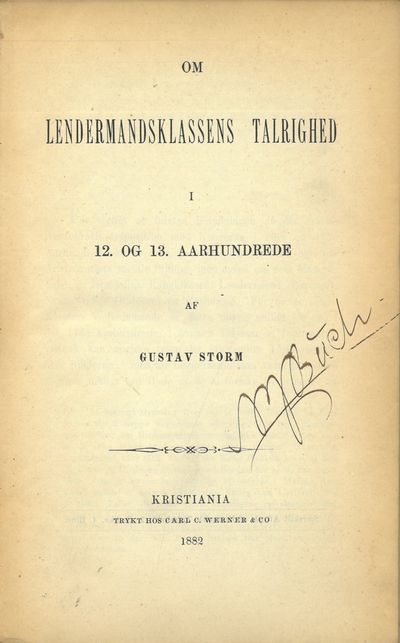 OM
LENDERMANDSKLASSENS TALRIGHED
I
12. OG 13. AARHUNDREDE
AF
GUSTAV STORM
KRISTIANIA
TRYKT HOS CARL C. WERNER & CO
1882